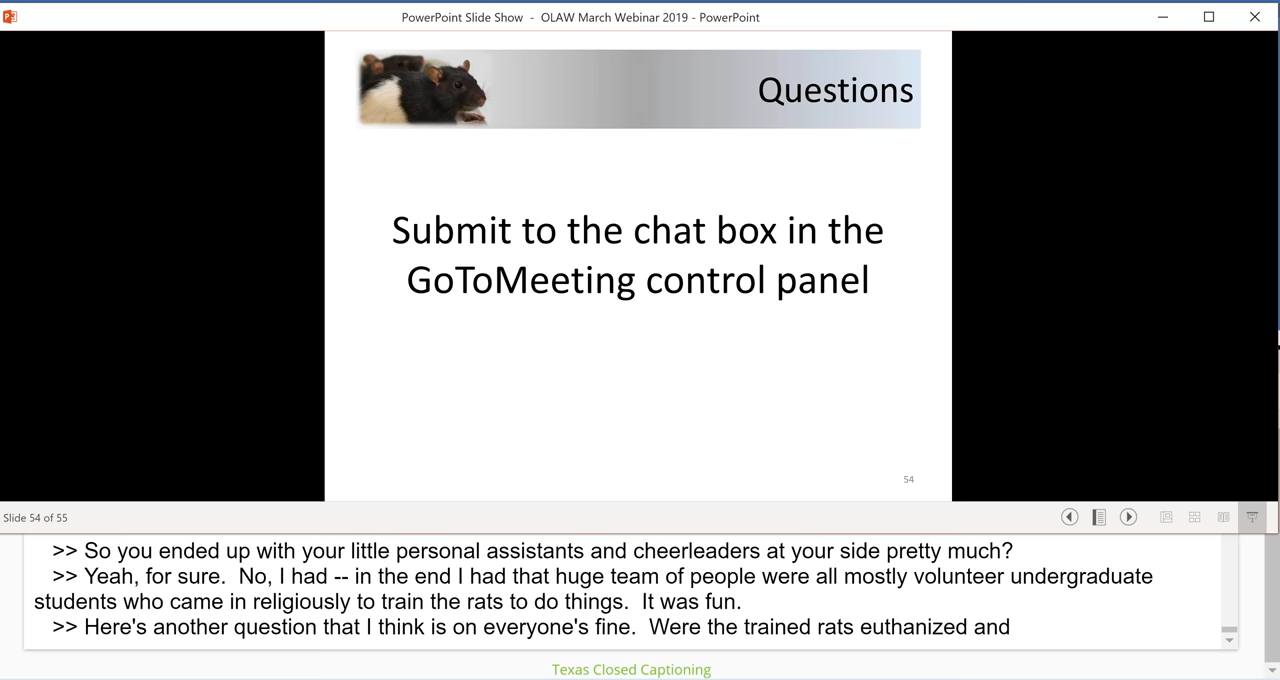 PowerPoint Slide Show - OLAW March Webinar 2019 - PowerPoint
Questions
Submit to the chat box in the
GoToMeeting control panel
54
Slide 54 of 55
>> So you ended up with your little personal assistants and cheerleaders at your side pretty much?
>> Yeah, for sure.  No, I had -- in the end I had that huge team of people were all mostly volunteer undergraduate
students who came in religiously to train the rats to do things.  It was fun.
>> Here's another question that I think is on everyone's fine.  Were the trained rats euthanized and
Texas Closed Captioning